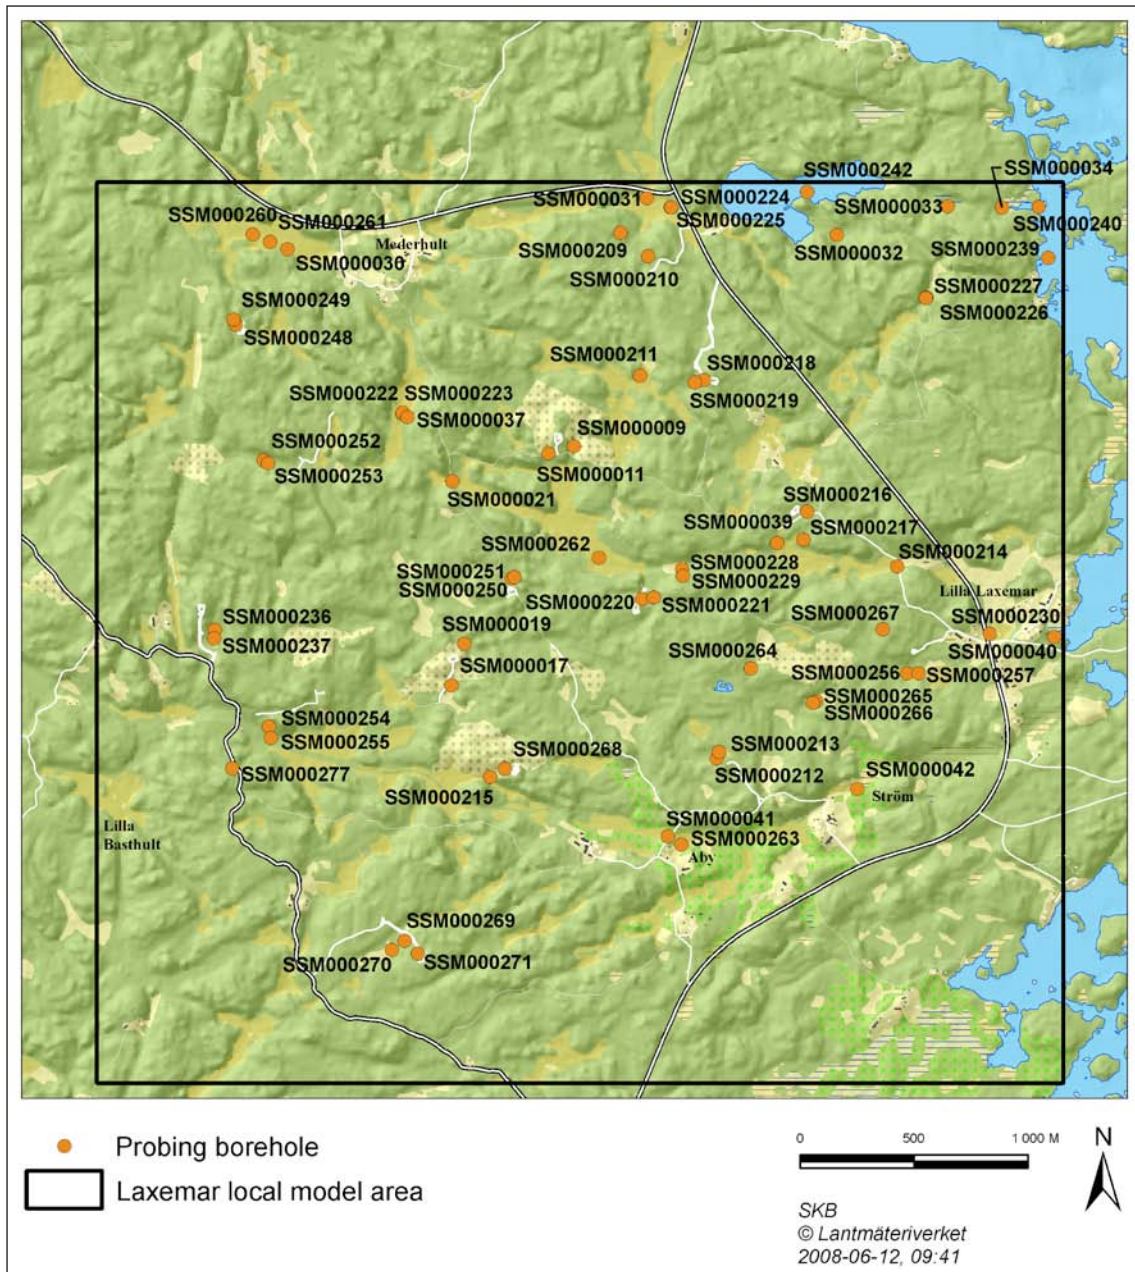 SSM000034
SSM000242
SSM000224
SSM000031
SSM000033
SSM000225
SSM000240
SSM000260
SSM000261
Mederhult
SSM000209
SSM000032
SSM000239
SSM000030
SSM000210
SSM000227
SSM000249
SSM000226
SSM000248
SSM000211
SSM000218
SSM000219
SSM000222
SSM000223
SSM000037
SSM000009
SSM000252
SSM000253
SSM000011
SSM000021
SSM000216
SSM000039
SSM000217
SSM000262
SSM000214
SSM000228
SSM000251
SSM000229
SSM000250
Lilla Laxemar
SSM000220
SSM000221
SSM000236
SSM000267
SSM000230
SSM000019
SSM000237
SSM000264
SSM000040
SSM000017
SSM000256
SSM000257
SSM000265
SSM000266
SSM000254
SSM000255
SSM000213
SSM000268
SSM000277
SSM000212
SSM000042
SSM000215
Ström
SSM000041
Lilla
Basthult
SSM000263
Aby
SSM000269
SSM000270
SSM000271
Probing borehole
Laxemar local model area
0 500 1 000 M
N
SKB
© Lantmäteriverket
2008-06-12, 09:41